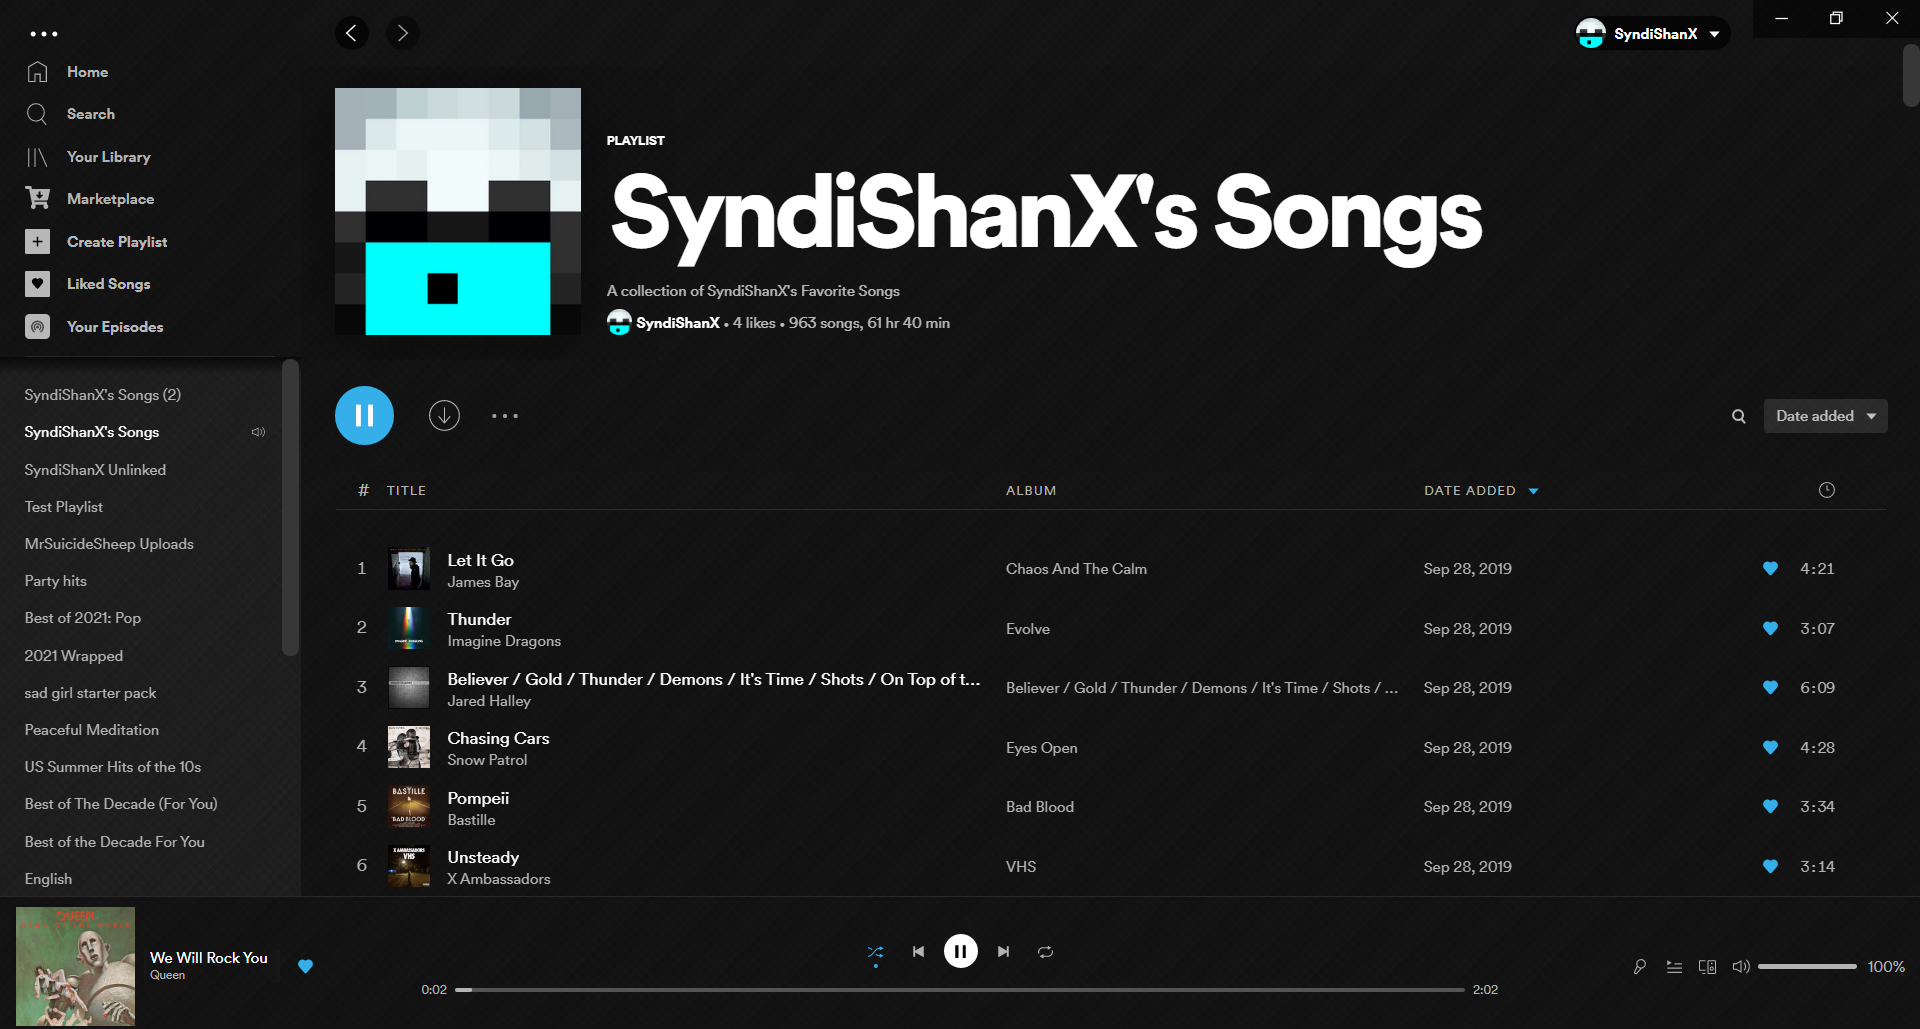 SyndiShanX
Home
Search
Your Library
Marketplace
Create Playlist
Liked Songs
Your Episodes
SyndiShanX's Songs (2)
SyndiShanX's Songs
SyndiShanX Unlinked
Test Playlist
MrSuicideSheep Uploads
Party hits
Best of 2021: Pop
2021 Wrapped
sad girl starter pack
Peaceful Meditation
US Summer Hits of the 10s
Best of The Decade (For You)
Best of the Decade For You
English
PLAYLIST
SyndiShanX's Songs
A collection of SyndiShanX's Favorite Songs
SyndiShanX • 4 likes • 963 songs, 61 hr 40 min
Date added
# TITLE ALBUM DATE ADDED
1 Let It Go Chaos And The Calm Sep 28, 2019 4:21
James Bay
2 Thunder Evolve Sep 28, 2019 3:07
Imagine Dragons
3 Believer / Gold / Thunder / Demons / It's Time / Shots / On Top of t... Believer / Gold / Thunder / Demons / It's Time / Shots / ... Sep 28, 2019 6:09
Jared Halley
4 Chasing Cars Eyes Open Sep 28, 2019 4:28
Snow Patrol
BASTILLE
BAD BLOOD
5 Pompeii Bad Blood Sep 28, 2019 3:34
Bastille
X AMBASSADORS
VHS
6 Unsteady VHS Sep 28, 2019 3:14
X Ambassadors
QUEEN
We Will Rock You
Queen
0:02 2:02
100%